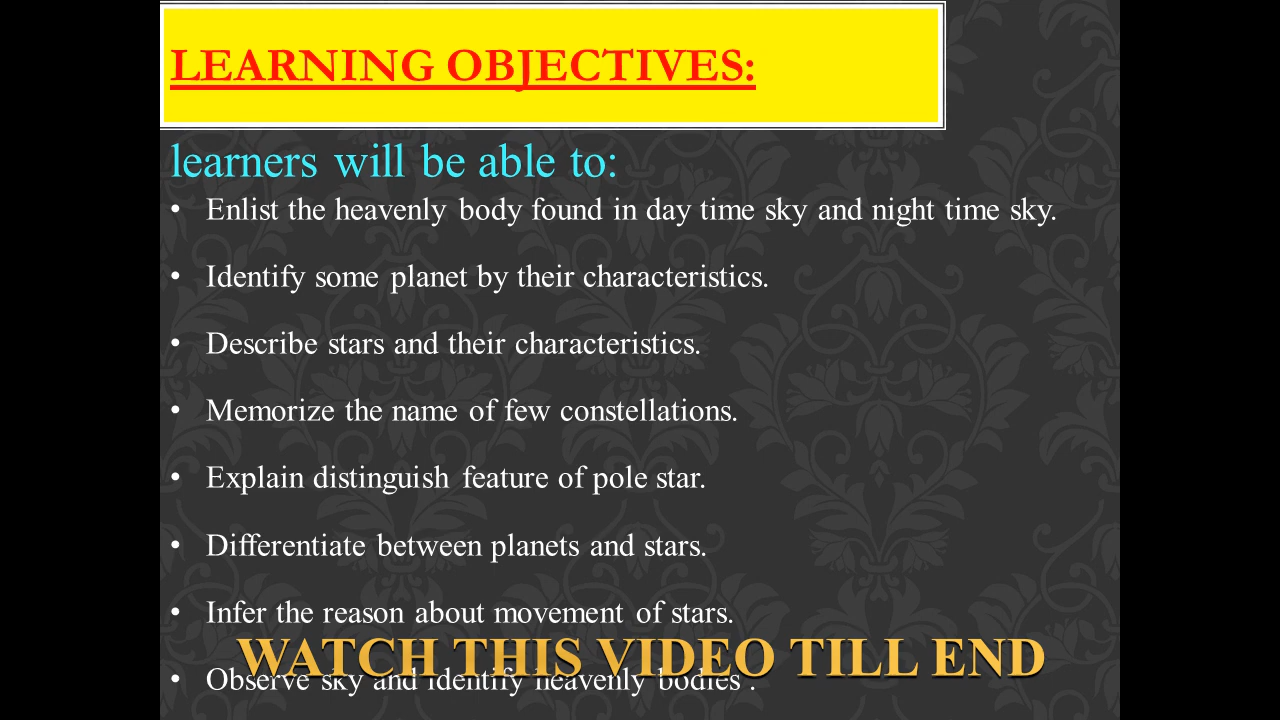 LEARNING OBJECTIVES:
learners will be able to:
• Enlist the heavenly body found in day time sky and night time sky.
• Identify some planet by their characteristics.
• Describe stars and their characteristics.
• Memorize the name of few constellations.
• Explain distinguish feature of pole star.
• Differentiate between planets and stars.
• Infer the reason about movement of stars.
WATCH THIS VIDEO TILL END
• Observe sky and identify heavenly bodies .